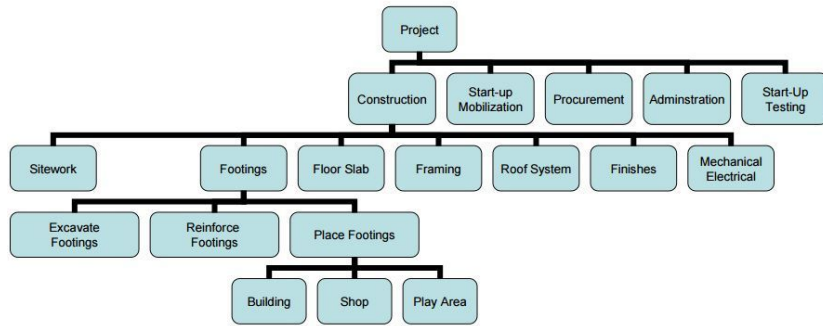 Project
Construction
Start-up
Mobilization
Procurement
Adminstration
Start-Up
Testing
Sitework
Footings
Floor Slab
Framing
Roof System
Finishes
Mechanical
Electrical
Excavate
Footings
Reinforce
Footings
Place Footings
Building
Shop
Play Area